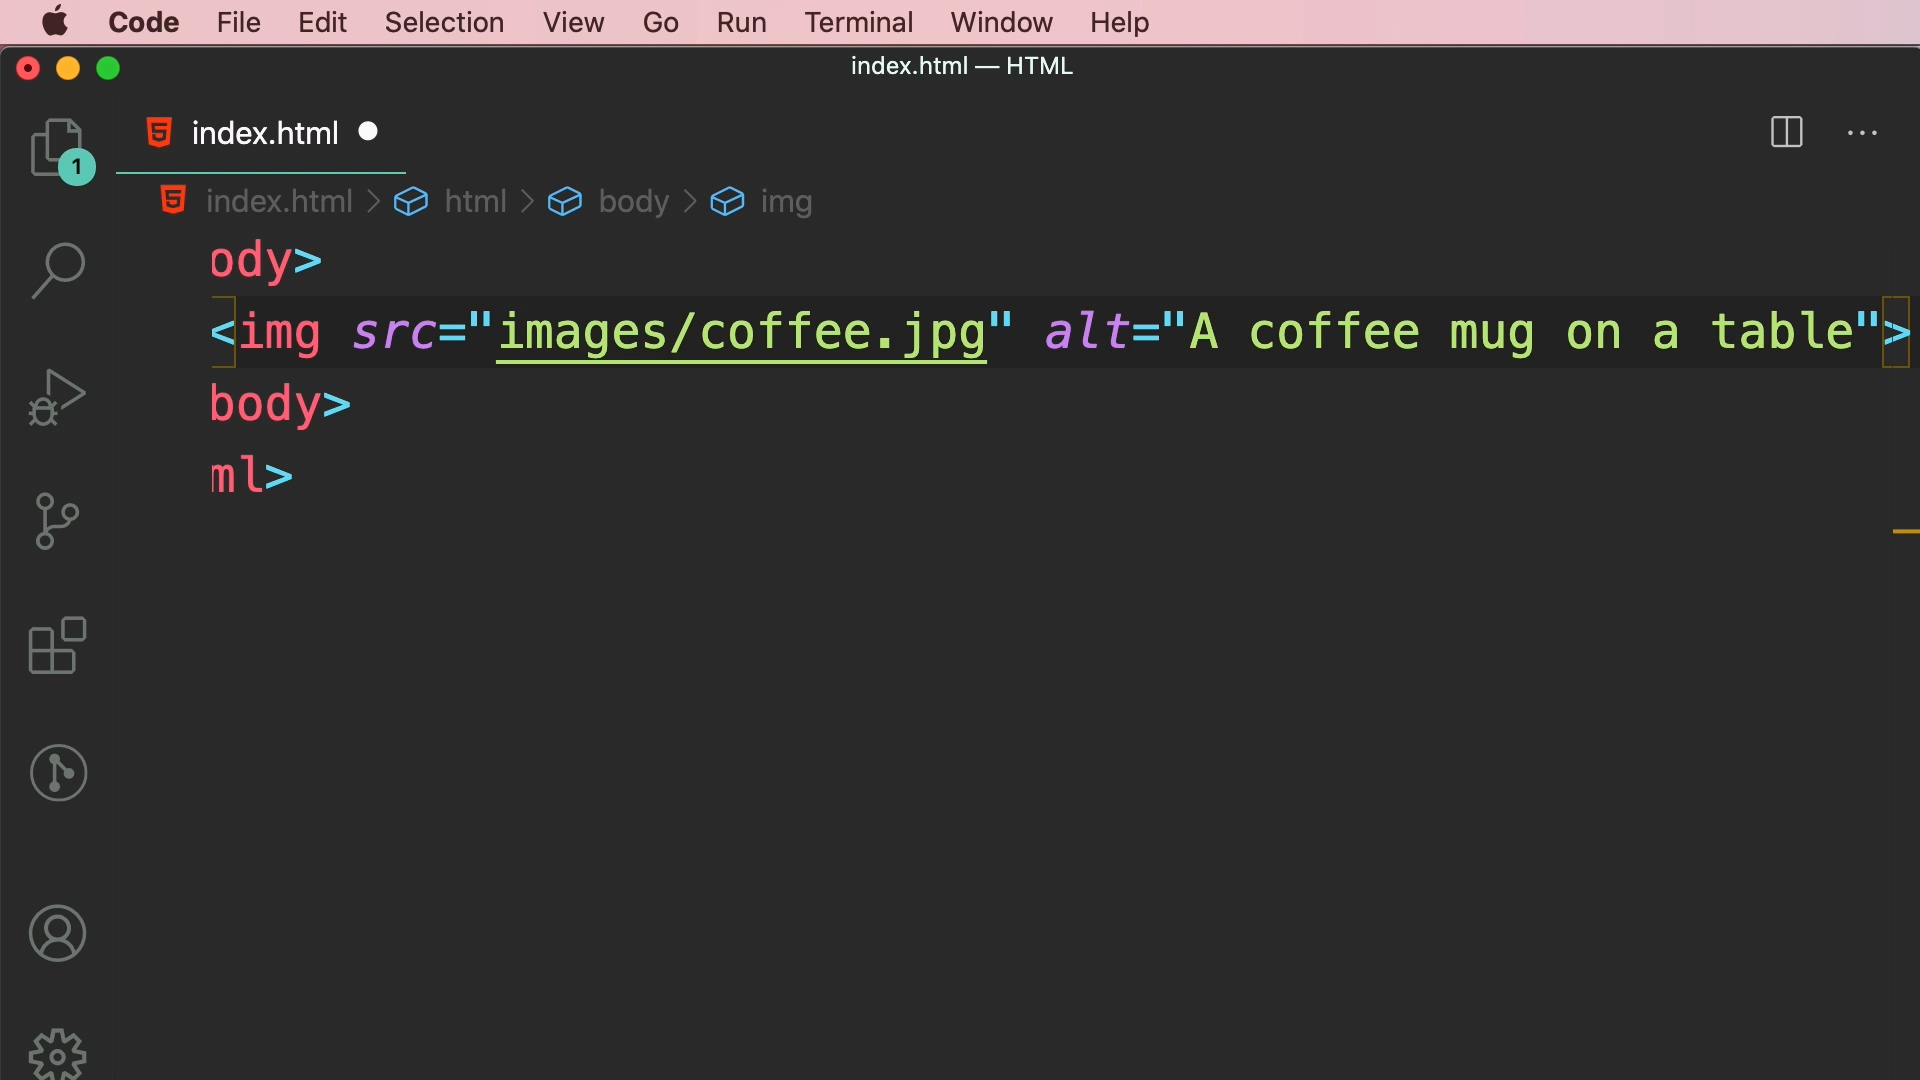 Code File Edit Selection View Go Run Terminal Window Help
index.html — HTML
index.html
1
index.html > html > body > img
ody>
<img src="images/coffee.jpg" alt="A coffee mug on a table">
body>
ml>